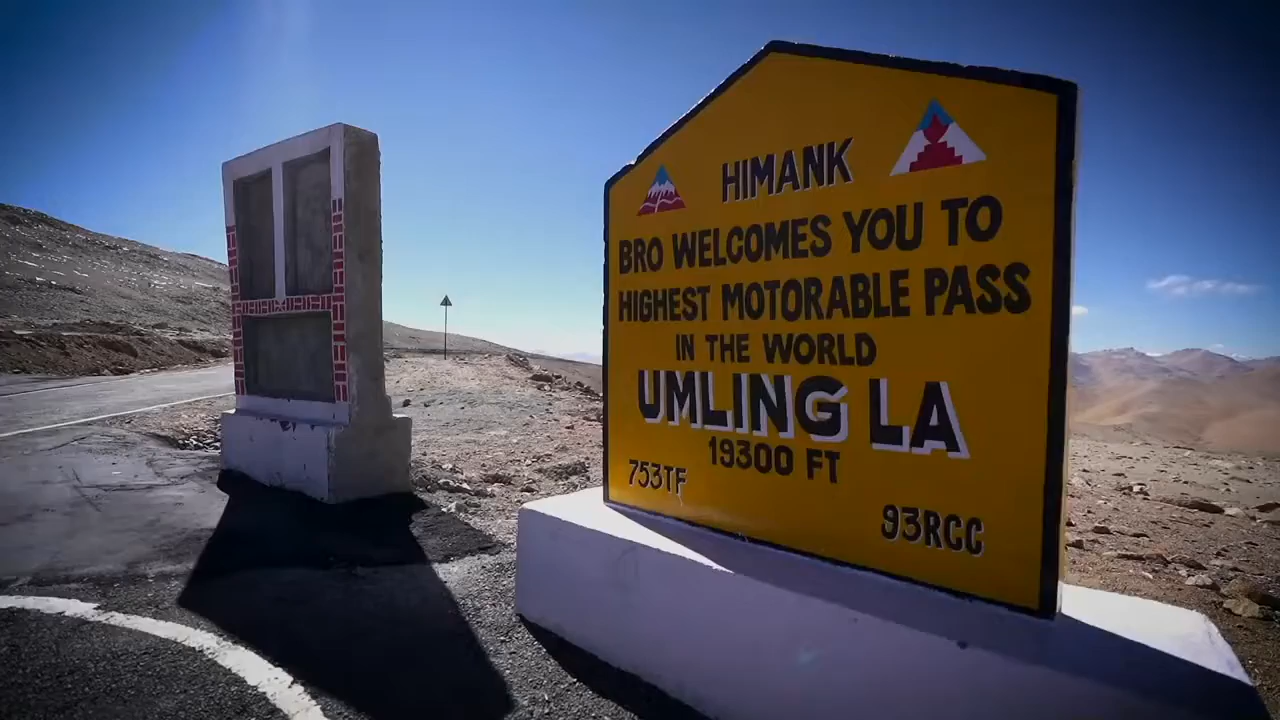 HIMANK
BRO WELCOMES YOU TO
HIGHEST MOTORABLE PASS
IN THE WORLD
UMLING LA
19300 FT
753TF
93RCC